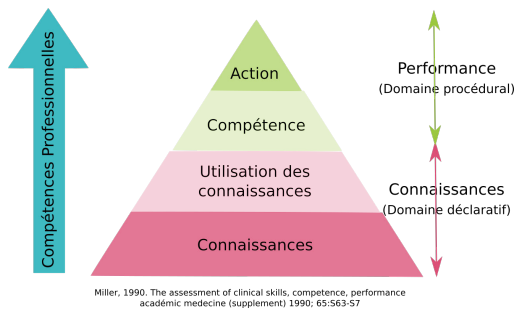 Compétences Professionnelles
Action
Compétence
Utilisation des
connaissances
Connaissances
Performance
(Domaine procédural)
Connaissances
(Domaine déclaratif)
Miller, 1990. The assessment of clinical skills, competence, performance
académic medecine (supplement) 1990; 65:S63-S7